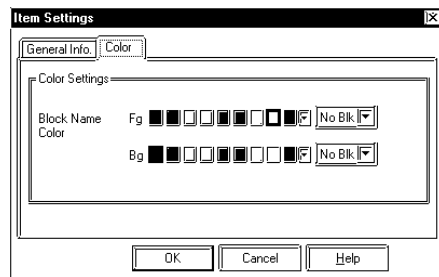 Item Settings
General Info. Color
Color Settings
Block Name Color
Fg No Blk
Bg No Blk
OK Cancel Help